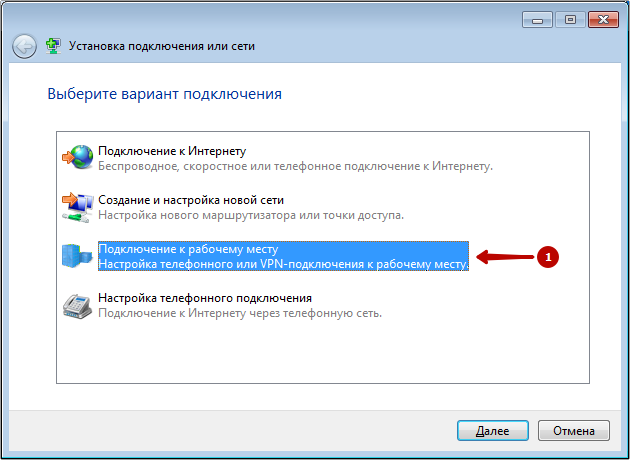 Установка подключения или сети
Выберите вариант подключения
Подключение к Интернету
Беспроводное, скоростное или телефонное подключение к Интернету.
Создание и настройка новой сети
Настройка нового маршрутизатора или точки доступа.
Подключение к рабочему месту
Настройка телефонного или VPN-подключения к рабочему месту.
1
Настройка телефонного подключения
Подключение к Интернету через телефонную сеть.
Далее
Отмена